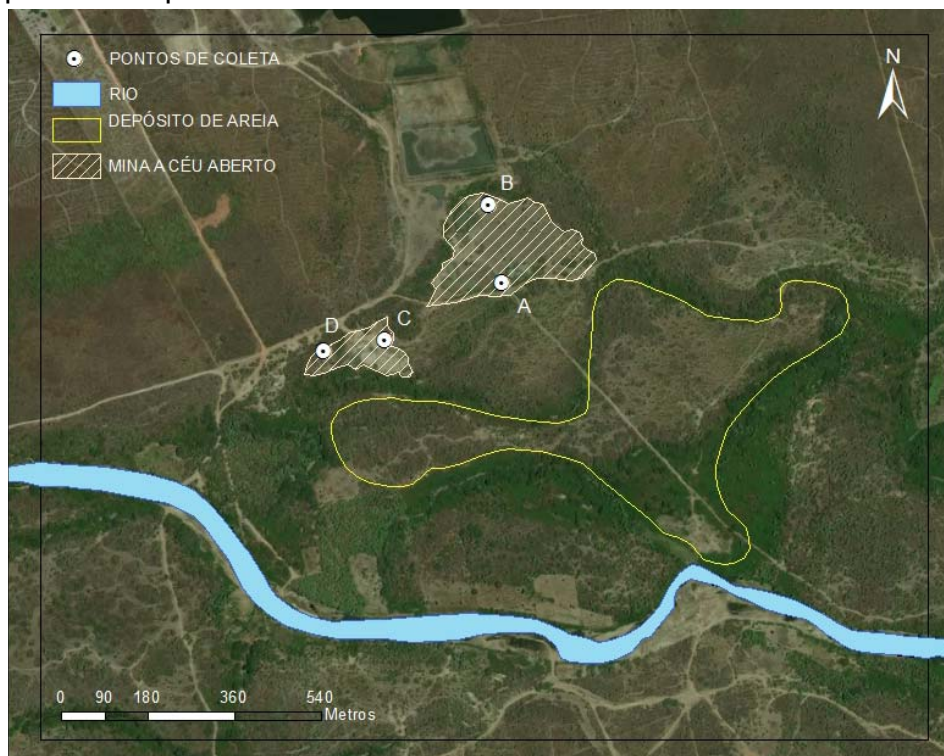 PONTOS DE COLETA
RIO
DEPÓSITO DE AREIA
MINA A CÉU ABERTO
N
B
A
C
D
0 90 180 360 540
Metros